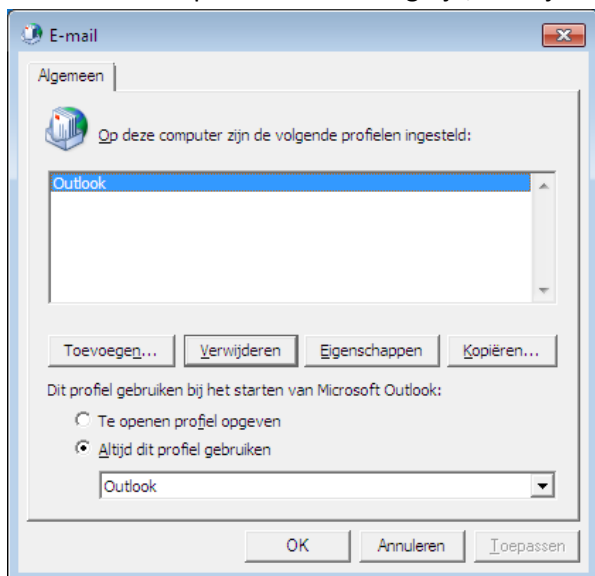 E-mail
Algemeen
Op deze computer zijn de volgende profielen ingesteld:
Outlook
Toevoegen... Verwijderen Eigenschappen Kopiëren...
Dit profiel gebruiken bij het starten van Microsoft Outlook:
Te openen profiel opgeven
Altijd dit profiel gebruiken
Outlook
OK Annuleren Toepassen